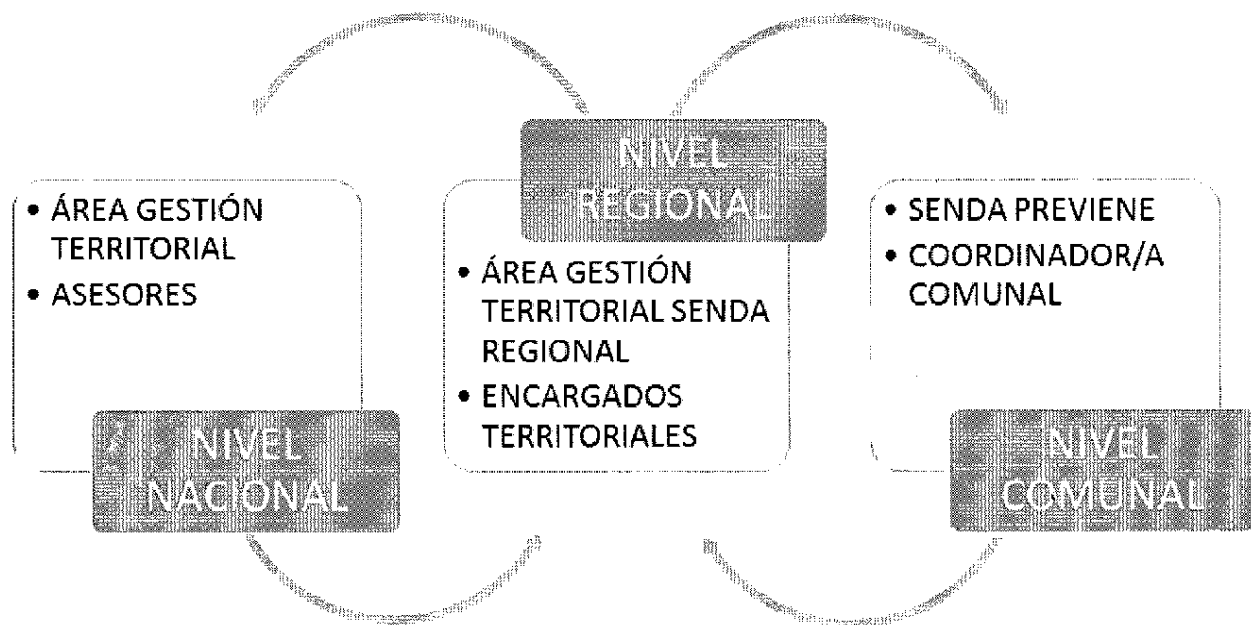 • ÁREA GESTIÓN
TERRITORIAL
• ASESORES
NIVEL
NACIONAL
NIVEL
REGIONAL
• ÁREA GESTIÓN
TERRITORIAL SENDA
REGIONAL
• ENCARGADOS
TERRITORIALES
• SENDA PREVIENE
• COORDINADOR/A
COMUNAL
NIVEL
COMUNAL